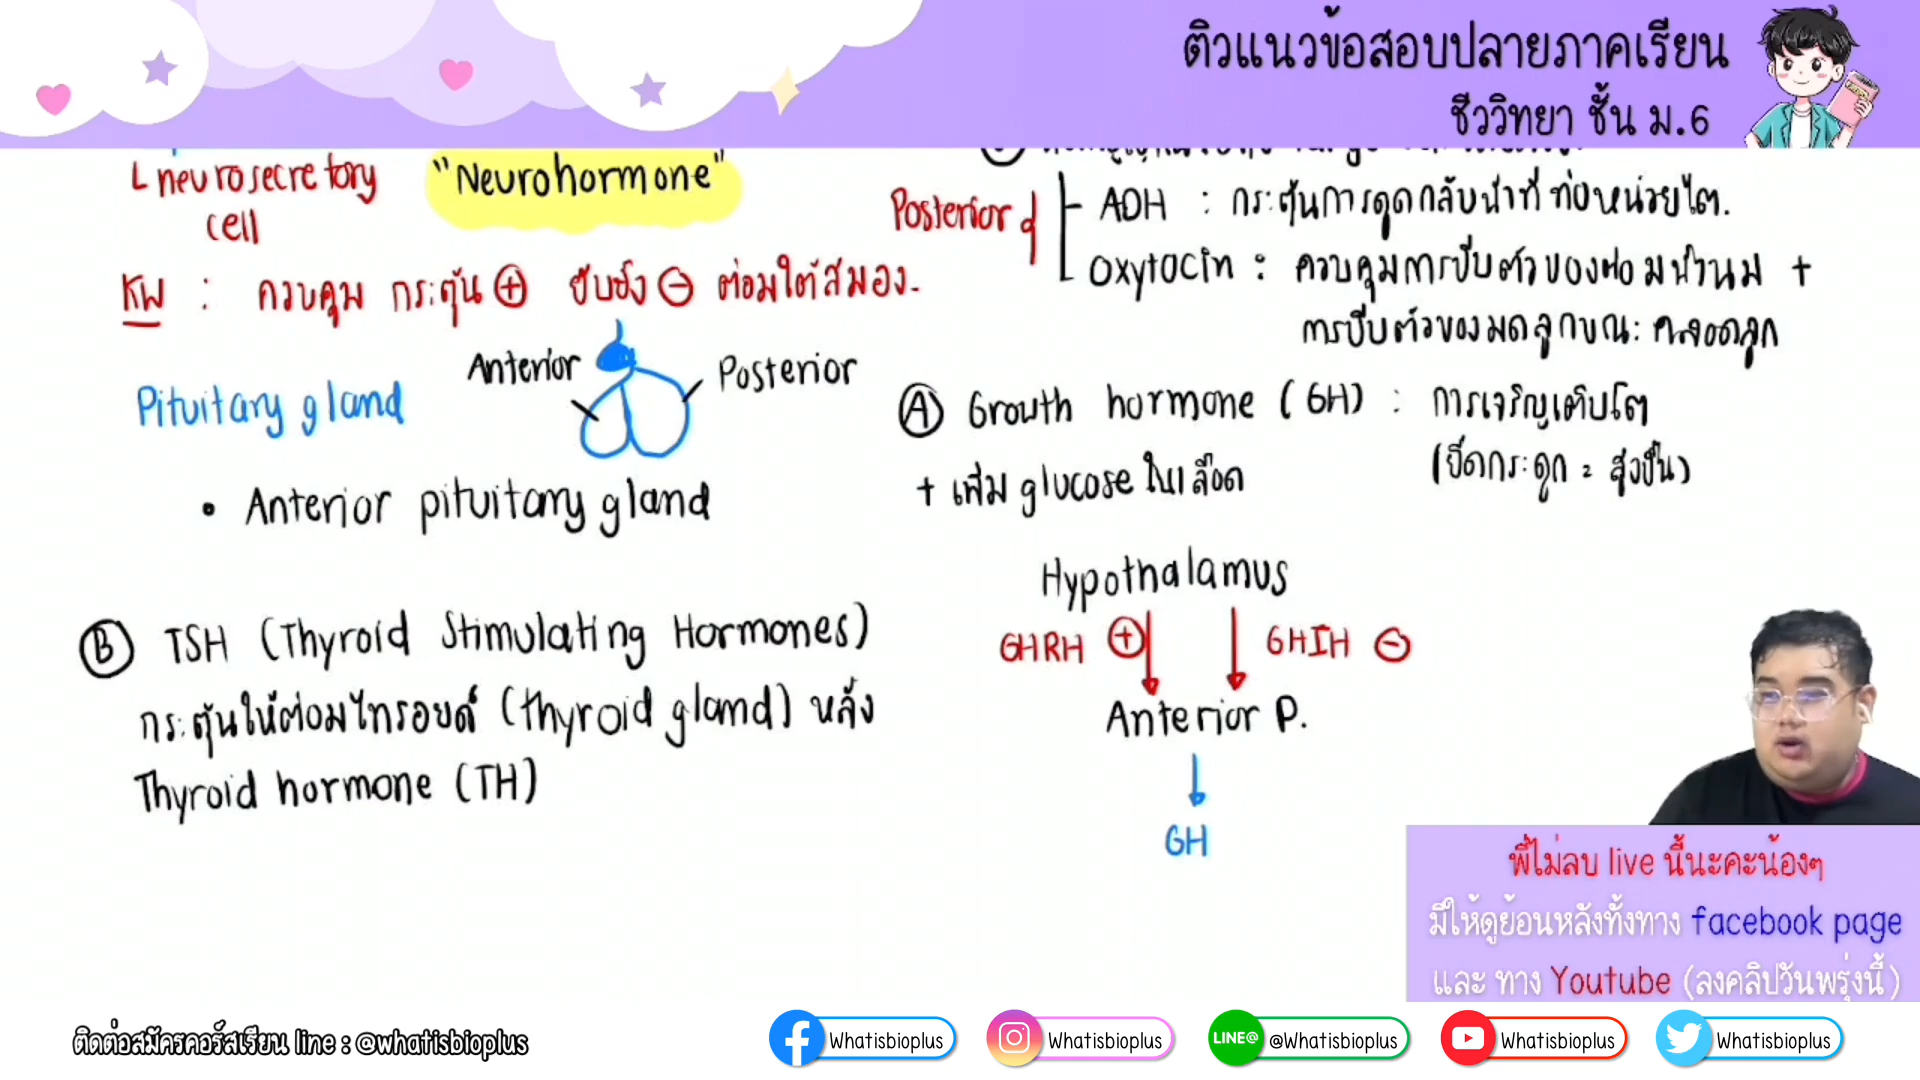 ติวแนวข้อสอบปลายภาคเรียน
ชีววิทยา ชั้น ม.6
neurosecretory
cell
"Neurohormone"
ควบคุม กระตุ้น + ยับยั้ง - ต่อมใต้สมอง.
Anterior
Posterior
Pituitary gland
• Anterior pituitary gland
B TSH (Thyroid Stimulating Hormones)
กระตุ้นให้ต่อมไทรอยด์ (thyroid gland) หลั่ง
Thyroid hormone (TH)
Posterior
ADH : กระตุ้นการดูดกลับน้ำที่ ท่อหน่วยไต.
Oxytocin : ควบคุมการบีบตัวของต่อมน้ำนม +
การบีบตัวของมดลูกขณะคลอดลูก
A Growth hormone (GH) : การเจริญเติบโต
(ยืดกระดูก = สูงขึ้น)
+ เพิ่ม glucose ในเลือด
Hypothalamus
GHRH + GHIH -
Anterior P.
GH
พี่ไม่ลบ live นี้นะคะน้องๆ
มีให้ดูย้อนหลังทั้งทาง facebook page
และ ทาง Youtube (ลงคลิปวันพรุ่งนี้)
ติดต่อสมัครคอร์สเรียน line : @whatisbioplus
Whatisbioplus
Whatisbioplus
LINE@ @Whatisbioplus
Whatisbioplus
Whatisbioplus